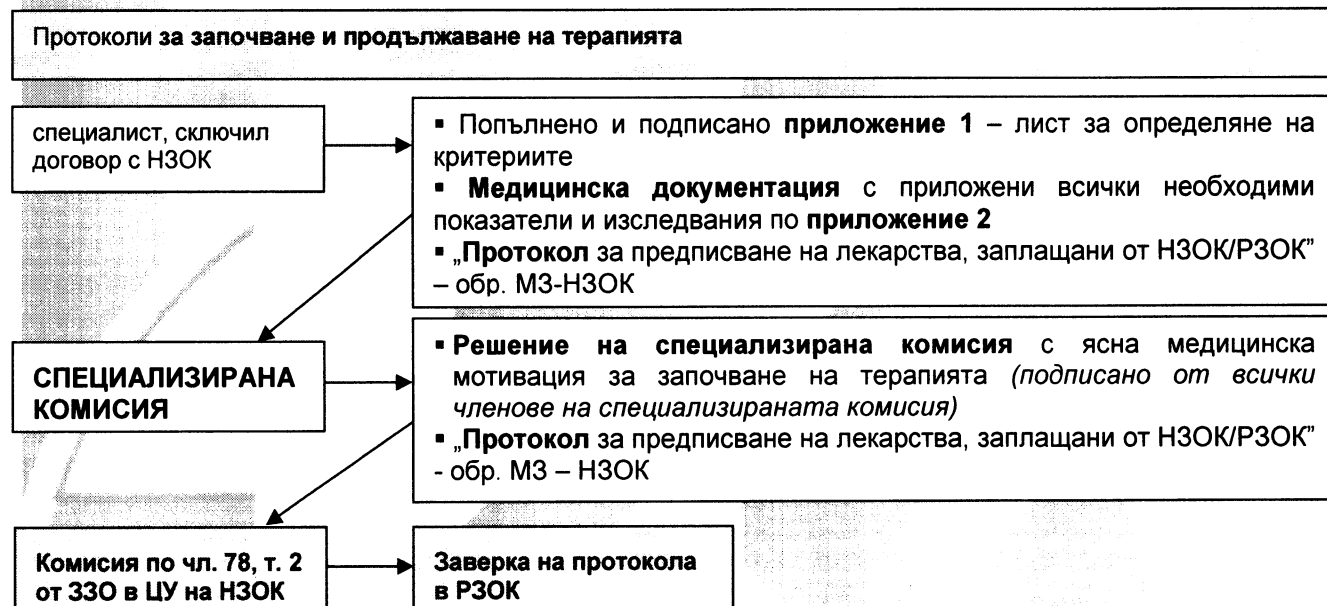 Протоколи за започване и продължаване на терапията
специалист, сключил
договор с НЗОК
▪ Попълнено и подписано приложение 1 – лист за определяне на
критериите
▪ Медицинска документация с приложени всички необходими
показатели и изследвания по приложение 2
▪ „Протокол за предписване на лекарства, заплащани от НЗОК/РЗОК”
– обр. МЗ-НЗОК
СПЕЦИАЛИЗИРАНА
КОМИСИЯ
▪ Решение на специализирана комисия с ясна медицинска
мотивация за започване на терапията (подписано от всички
членове на специализираната комисия)
▪ „Протокол за предписване на лекарства, заплащани от НЗОК/РЗОК”
- обр. МЗ – НЗОК
Комисия по чл. 78, т. 2
от ЗЗО в ЦУ на НЗОК
Заверка на протокола
в РЗОК